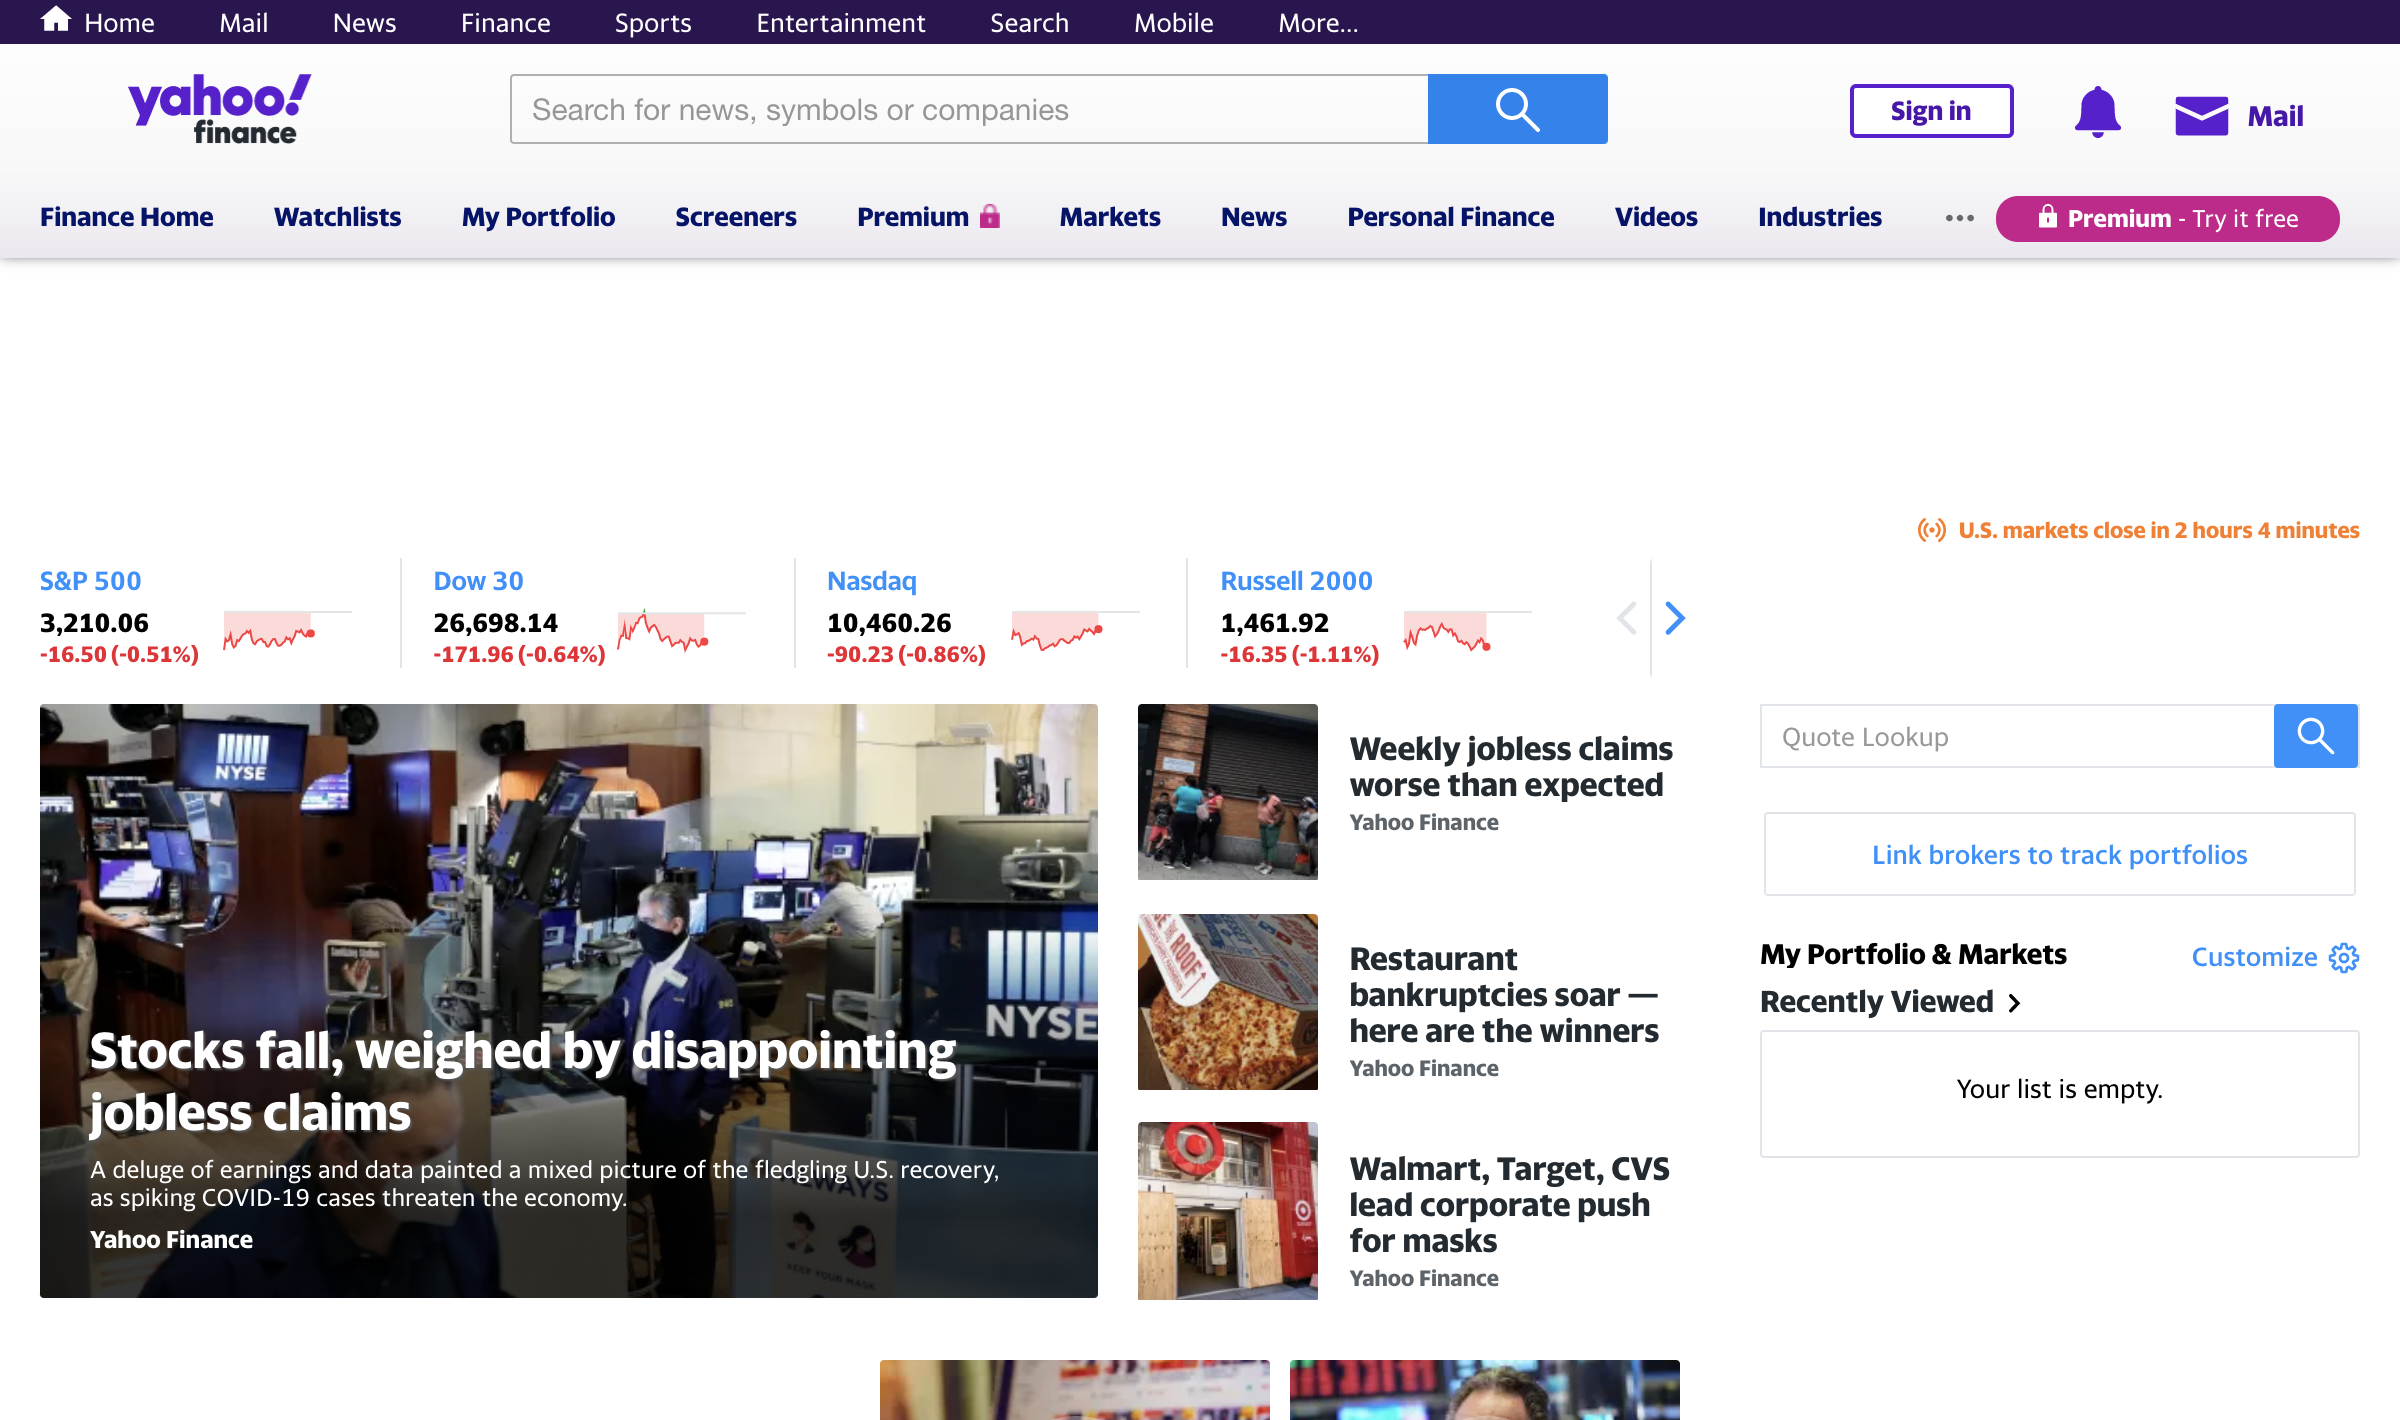 Home Mail News Finance Sports Entertainment Search Mobile More...
yahoo!
finance
Search for news, symbols or companies
Sign in
Mail
Finance Home Watchlists My Portfolio Screeners Premium Markets News Personal Finance Videos Industries ••• Premium - Try it free
U.S. markets close in 2 hours 4 minutes
S&P 500
3,210.06
-16.50 (-0.51%)
Dow 30
26,698.14
-171.96 (-0.64%)
Nasdaq
10,460.26
-90.23 (-0.86%)
Russell 2000
1,461.92
-16.35 (-1.11%)
NYSE
NYSE
Stocks fall, weighed by disappointing
jobless claims
A deluge of earnings and data painted a mixed picture of the fledgling U.S. recovery,
as spiking COVID-19 cases threaten the economy.
Yahoo Finance
Weekly jobless claims
worse than expected
Yahoo Finance
Restaurant
bankruptcies soar —
here are the winners
Yahoo Finance
Walmart, Target, CVS
lead corporate push
for masks
Yahoo Finance
Quote Lookup
Link brokers to track portfolios
My Portfolio & Markets
Customize
Recently Viewed
Your list is empty.